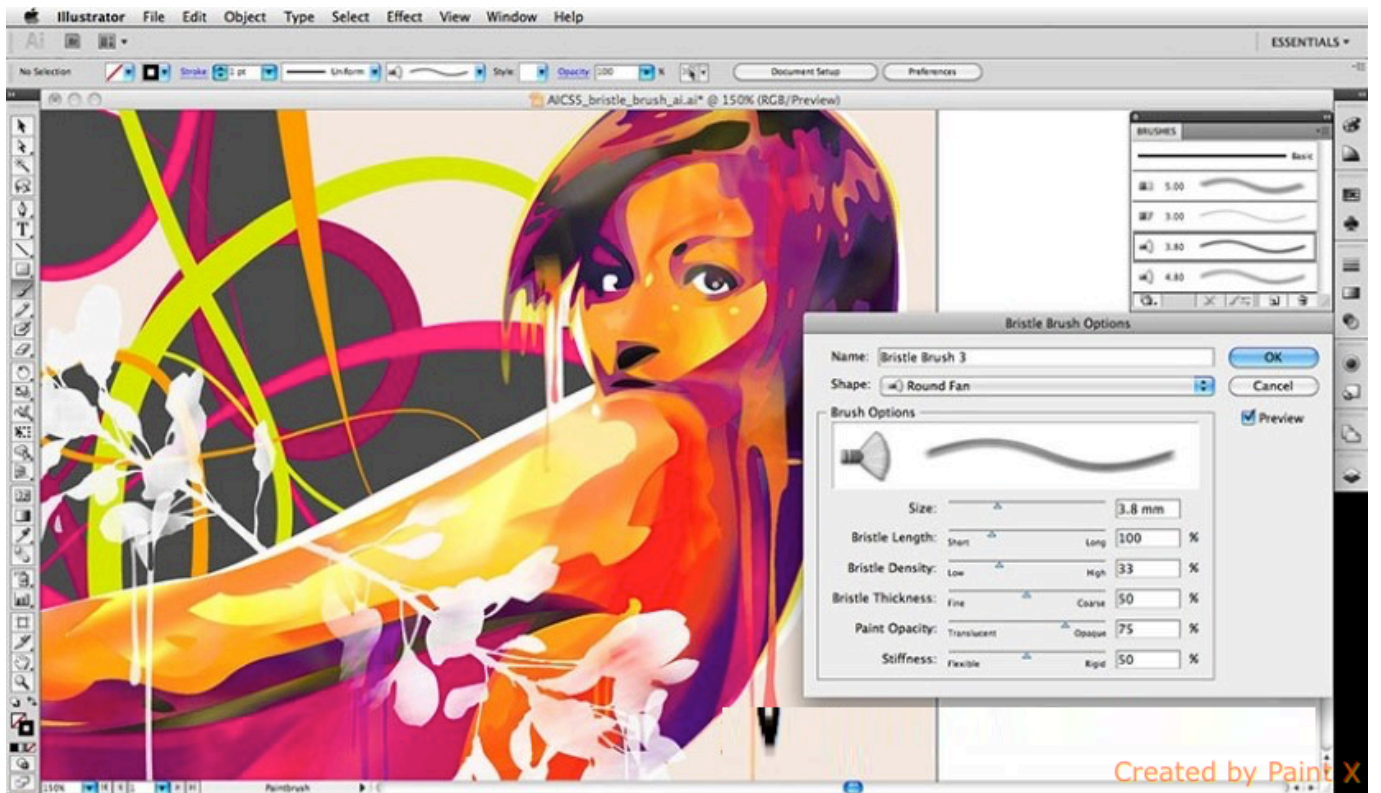 Illustrator File Edit Object Type Select Effect View Window Help
Ai Br ESSENTIALS
No Selection Stroke: 1 pt Uniform Style: Opacity: 100 % Document Setup Preferences
AICS5_bristle_brush_ai.ai* @ 150% (RGB/Preview)
BRUSHES
Basic
5.00
3.00
3.80
4.80
T
Bristle Brush Options
Name: Bristle Brush 3 OK
Shape: Round Fan Cancel
Brush Options Preview
Size: 3.8 mm
Bristle Length: Short Long 100 %
Bristle Density: Low High 33 %
Bristle Thickness: Fine Coarse 50 %
Paint Opacity: Translucent Opaque 75 %
Stiffness: Flexible Rigid 50 %
Created by Paint X
150% 1 Paintbrush